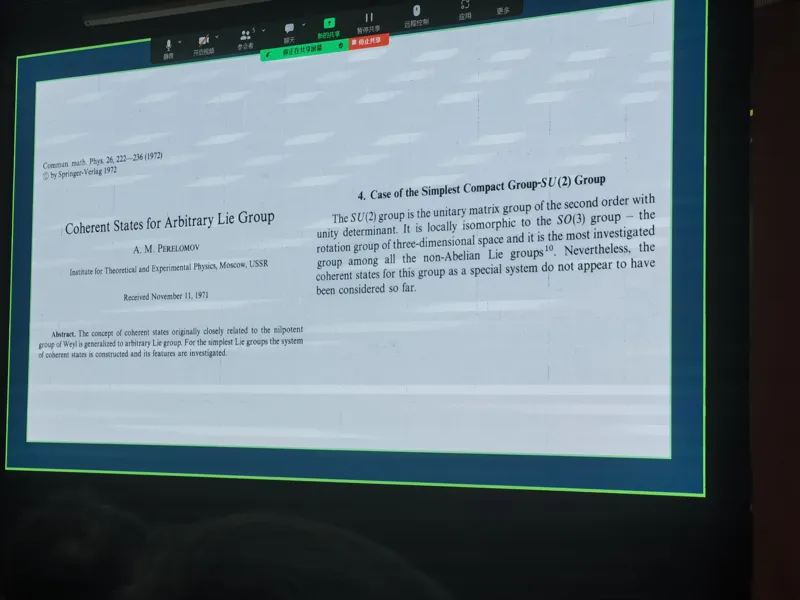 静音
开启视频
参会者
5
聊天
新的共享
暂停共享
远程控制
应用
更多
您正在共享屏幕
停止共享
Commun. math. Phys. 26, 222—236 (1972)
© by Springer-Verlag 1972
Coherent States for Arbitrary Lie Group
A. M. PERELOMOV
Institute for Theoretical and Experimental Physics, Moscow, USSR
Received November 11, 1971
Abstract. The concept of coherent states originally closely related to the nilpotent
group of Weyl is generalized to arbitrary Lie group. For the simplest Lie groups the system
of coherent states is constructed and its features are investigated.
4. Case of the Simplest Compact Group-SU(2) Group
The SU(2) group is the unitary matrix group of the second order with
unity determinant. It is locally isomorphic to the SO(3) group – the
rotation group of three-dimensional space and it is the most investigated
group among all the non-Abelian Lie groups¹⁰. Nevertheless, the
coherent states for this group as a special system do not appear to have
been considered so far.